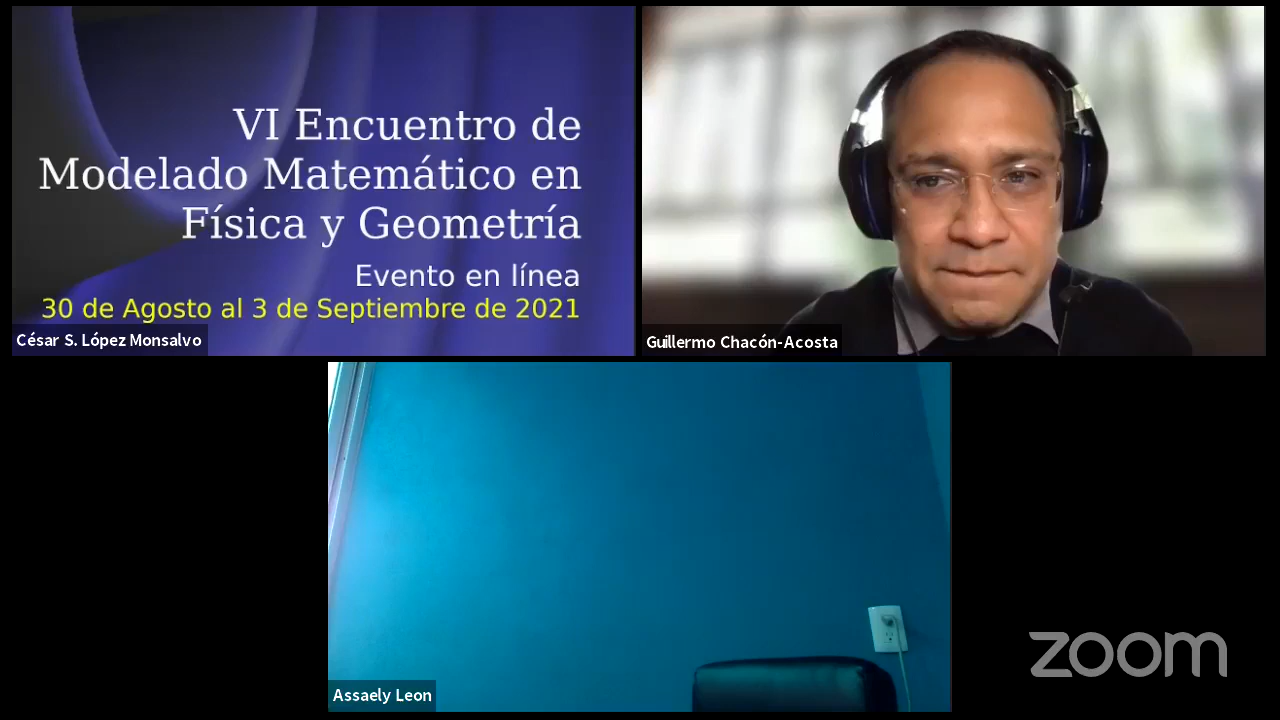 VI Encuentro de
Modelado Matemático en
Física y Geometría
Evento en línea
30 de Agosto al 3 de Septiembre de 2021
César S. López Monsalvo
Guillermo Chacón-Acosta
Assaely Leon
zoom